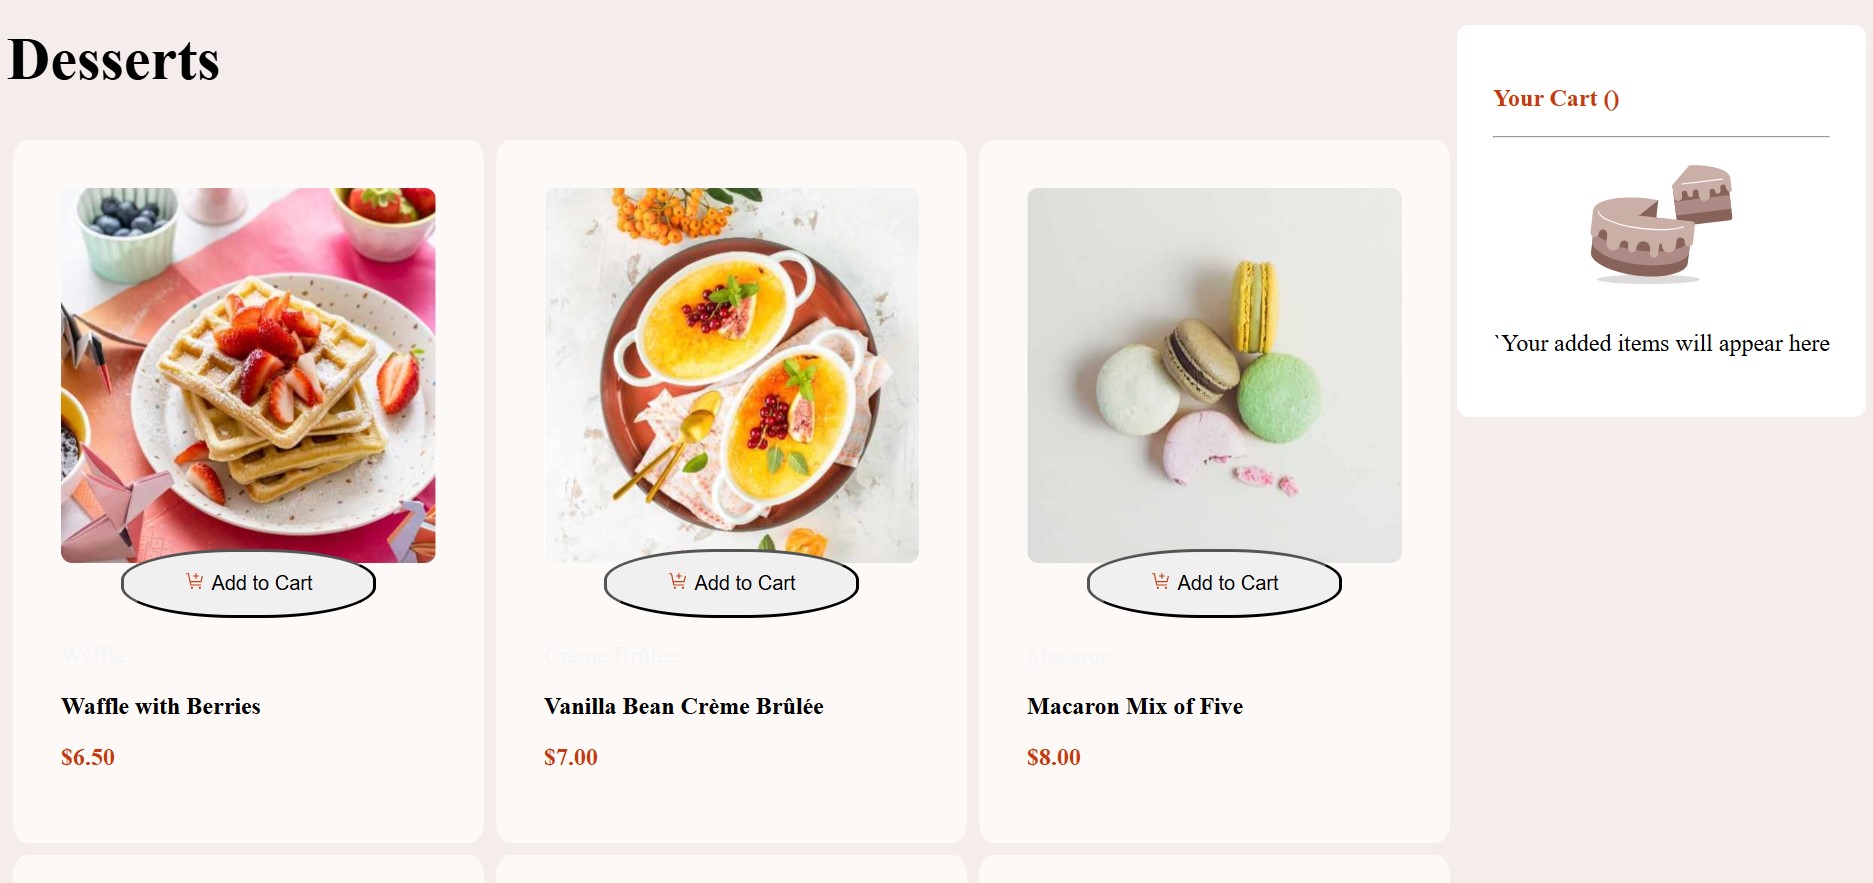 Desserts
Your Cart ()
`Your added items will appear here
Add to Cart
Add to Cart
Add to Cart
Waffle
Crème Brûlée
Macaron
Waffle with Berries
Vanilla Bean Crème Brûlée
Macaron Mix of Five
$6.50
$7.00
$8.00